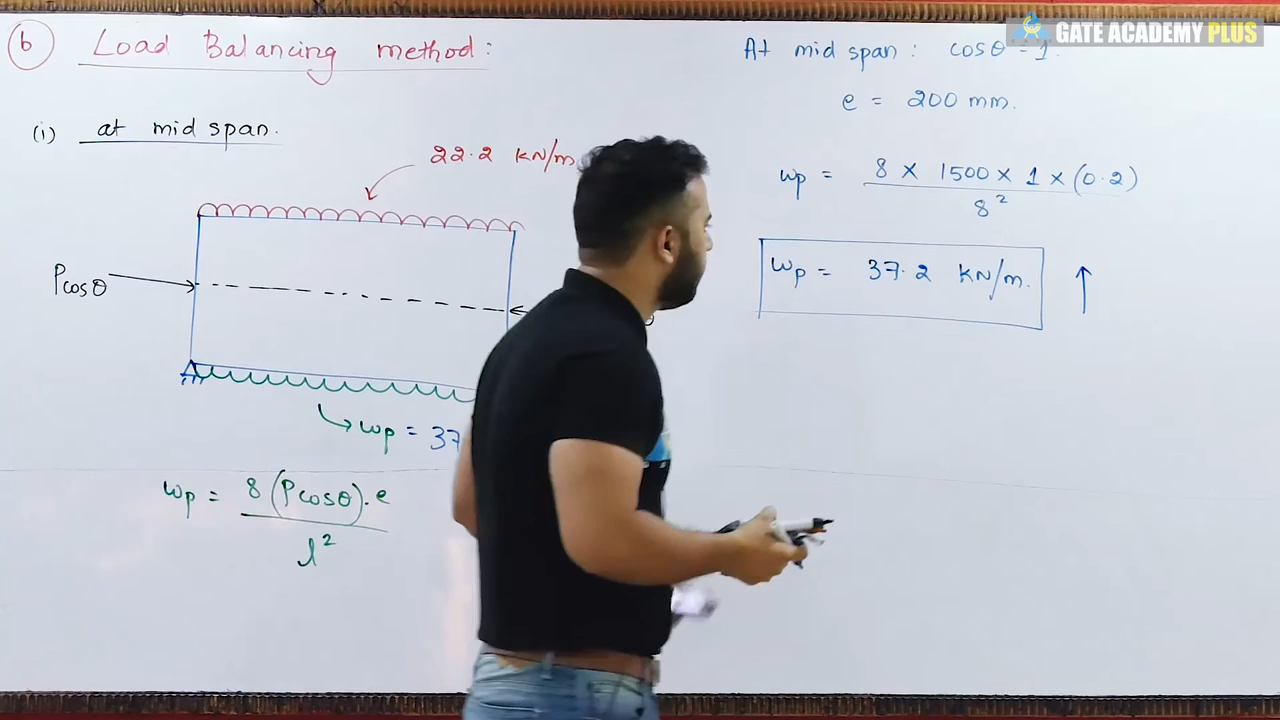 GATE ACADEMY PLUS
6 Load Balancing method:
(i) at mid span.
22.2 KN/m
Pcosθ
wp = 37
wp = 8 (Pcosθ).e
l²
At mid span: cosθ = 1.
e = 200 mm.
wp = 8 × 1500 × 1 × (0.2)
8²
wp = 37.2 KN/m. ↑